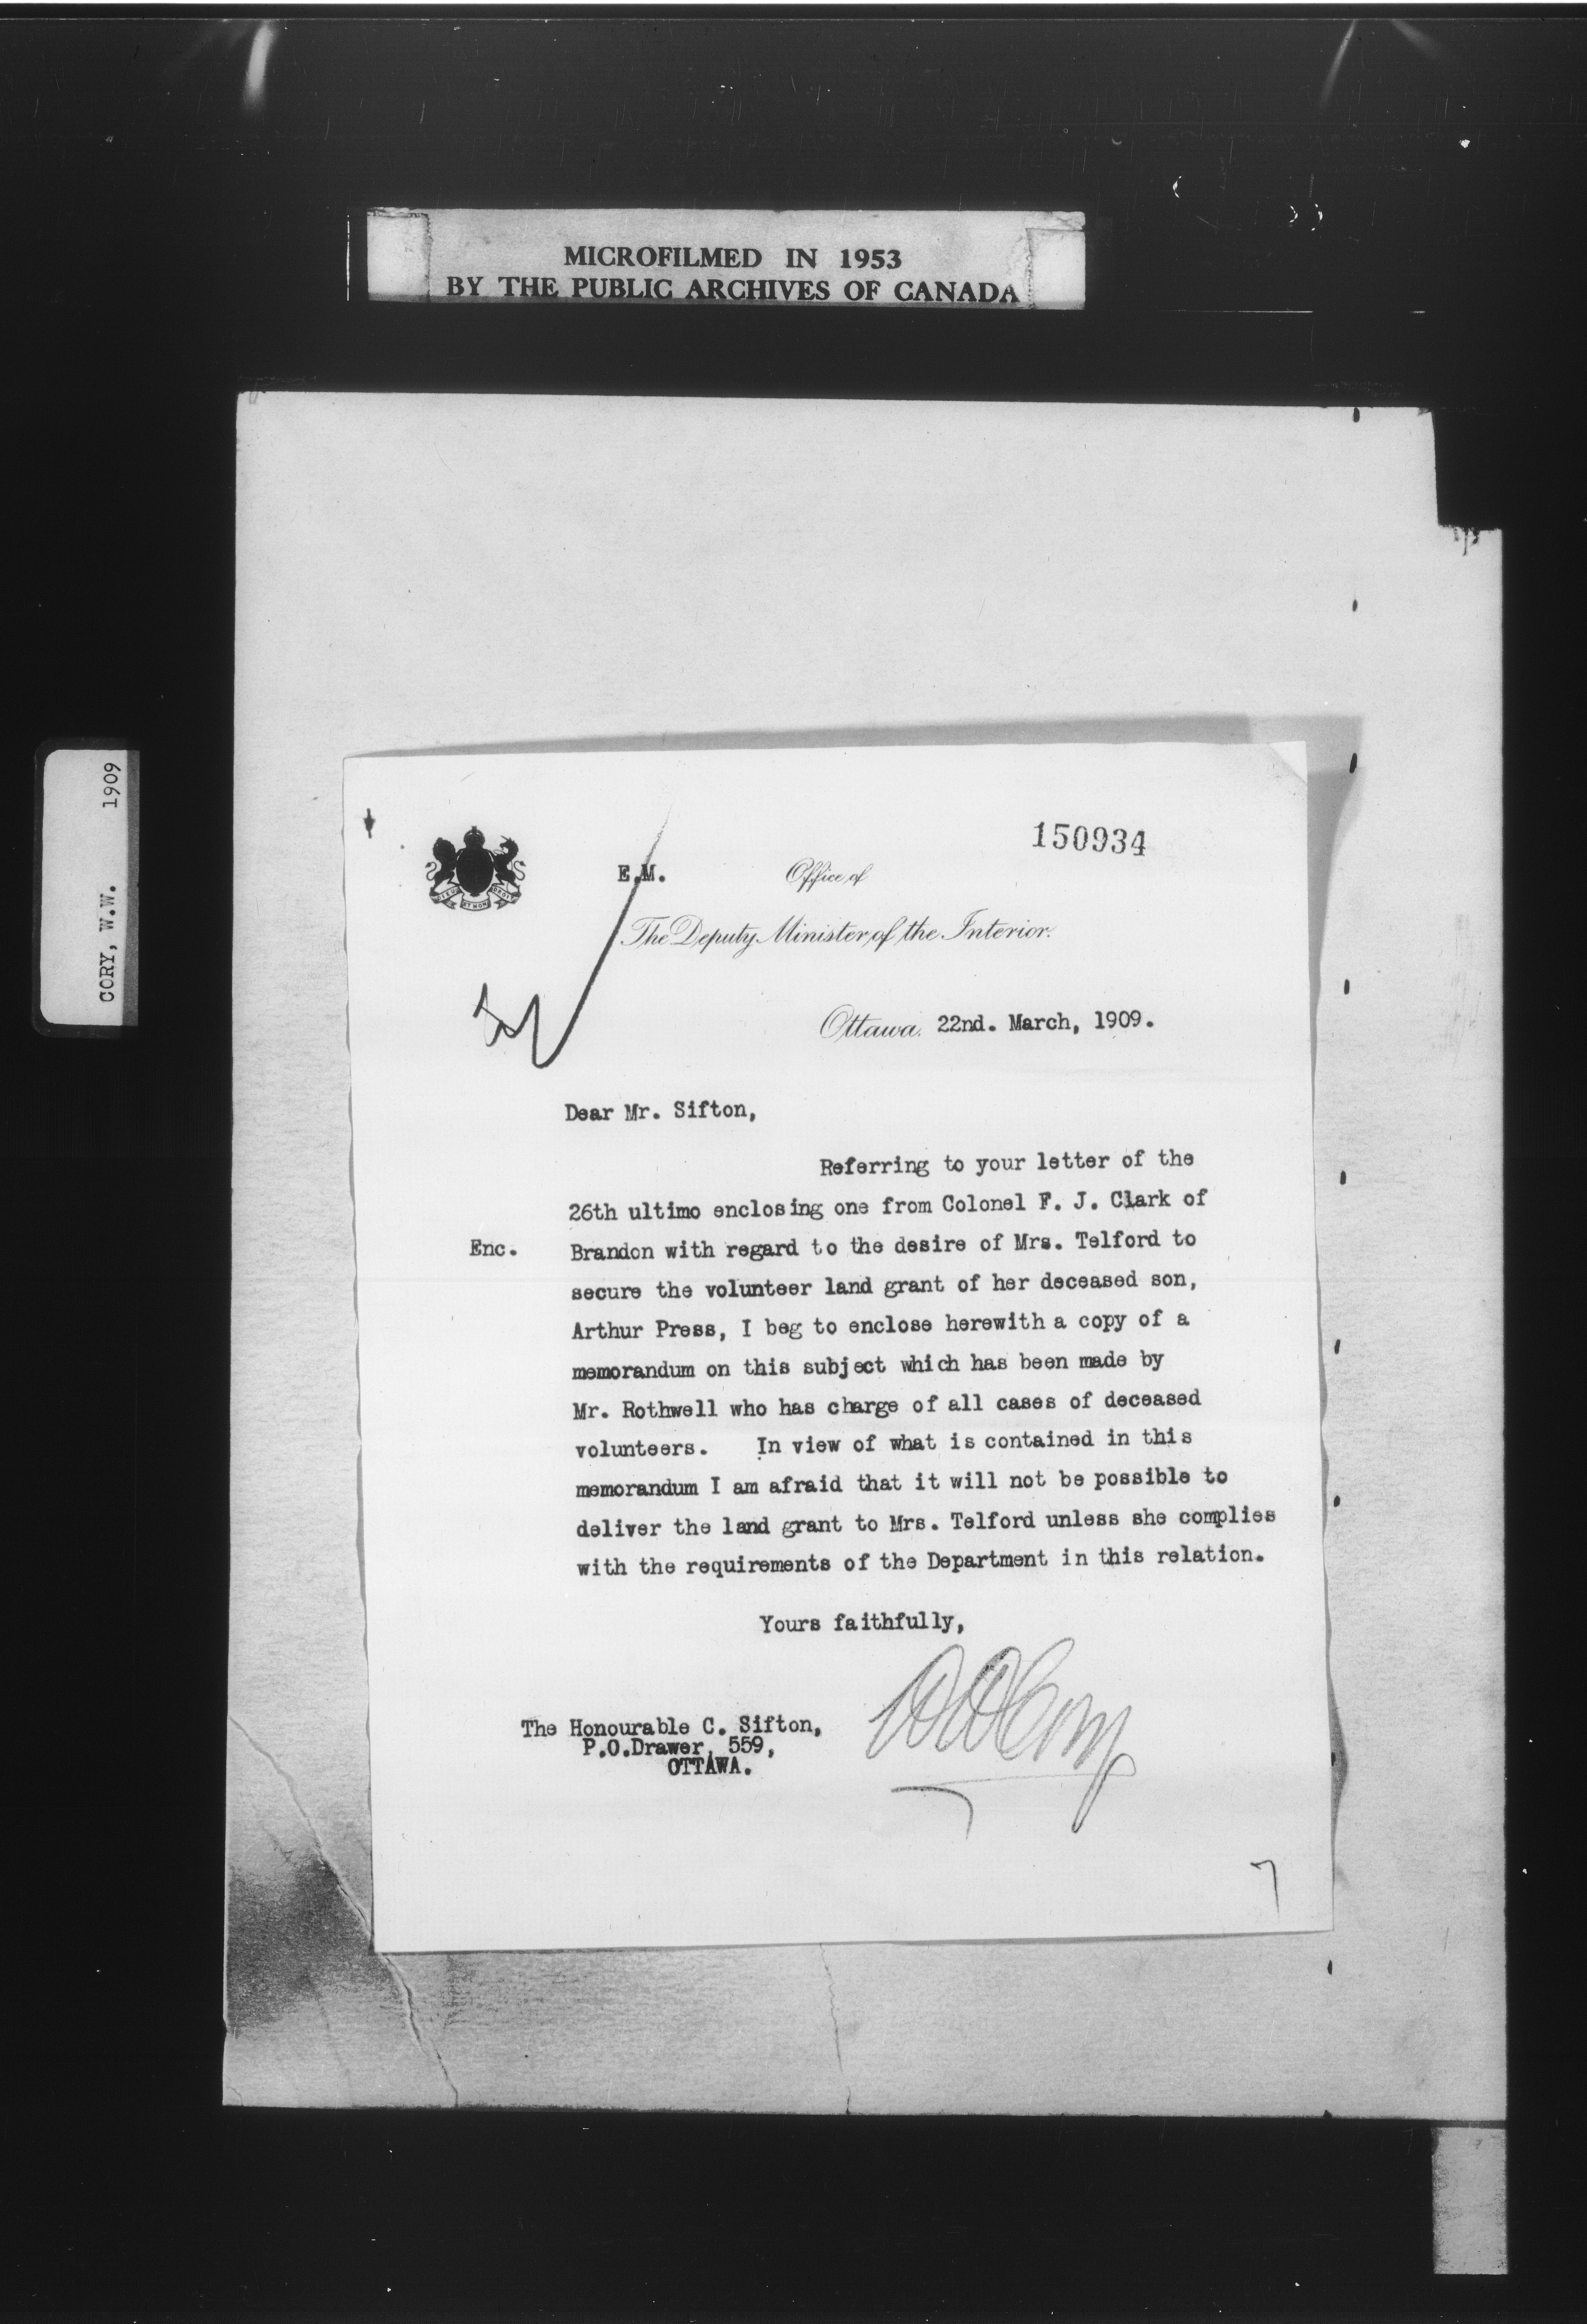 MICROFILMED IN 1953
BY THE PUBLIC ARCHIVES OF CANADA
CORY, W.W. 1909
150934
E.M. Office of
The Deputy Minister of the Interior.
Ottawa. 22nd. March, 1909.
Dear Mr. Sifton,
Referring to your letter of the
26th ultimo enclosing one from Colonel F. J. Clark of
Enc. Brandon with regard to the desire of Mrs. Telford to
secure the volunteer land grant of her deceased son,
Arthur Press, I beg to enclose herewith a copy of a
memorandum on this subject which has been made by
Mr. Rothwell who has charge of all cases of deceased
volunteers. In view of what is contained in this
memorandum I am afraid that it will not be possible to
deliver the land grant to Mrs. Telford unless she complies
with the requirements of the Department in this relation.
Yours faithfully,
WWCory
The Honourable C. Sifton,
P.O.Drawer, 559,
OTTAWA.